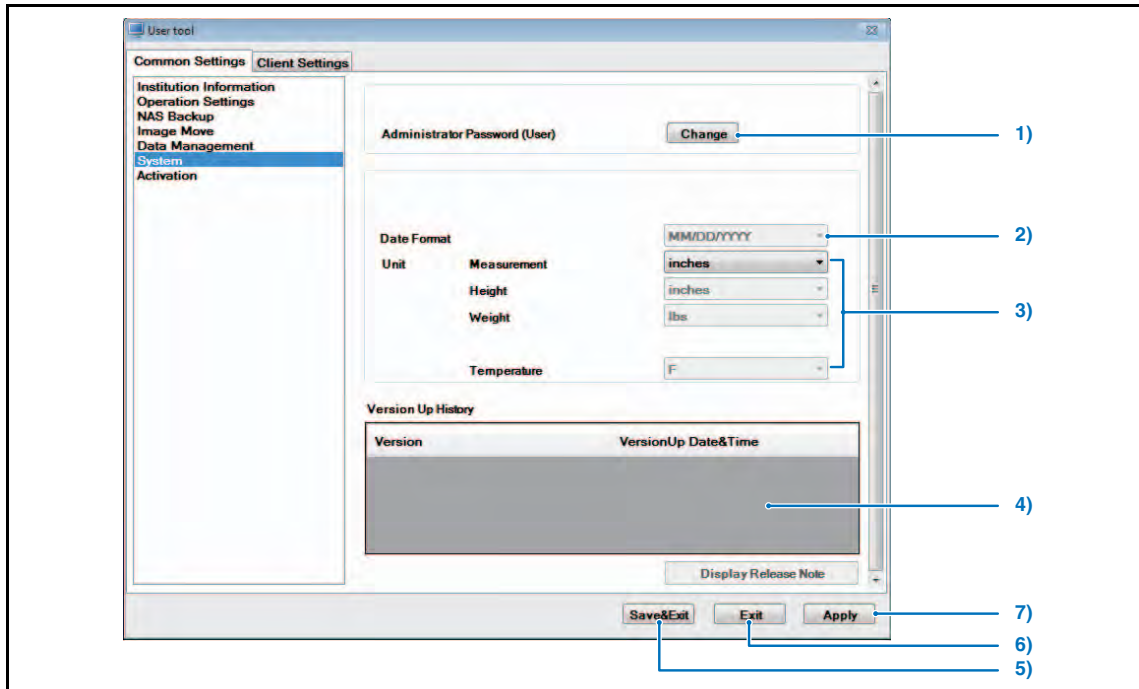 User tool
Common Settings Client Settings
Institution Information
Operation Settings
NAS Backup
Image Move
Data Management
System
Activation
Administrator Password (User) Change 1)
Date Format MM/DD/YYYY 2)
Unit Measurement inches
Height inches
3)
Weight lbs
Temperature F
Version Up History
Version VersionUp Date&Time
4)
Display Release Note
Save&Exit Exit Apply 7)
6)
5)